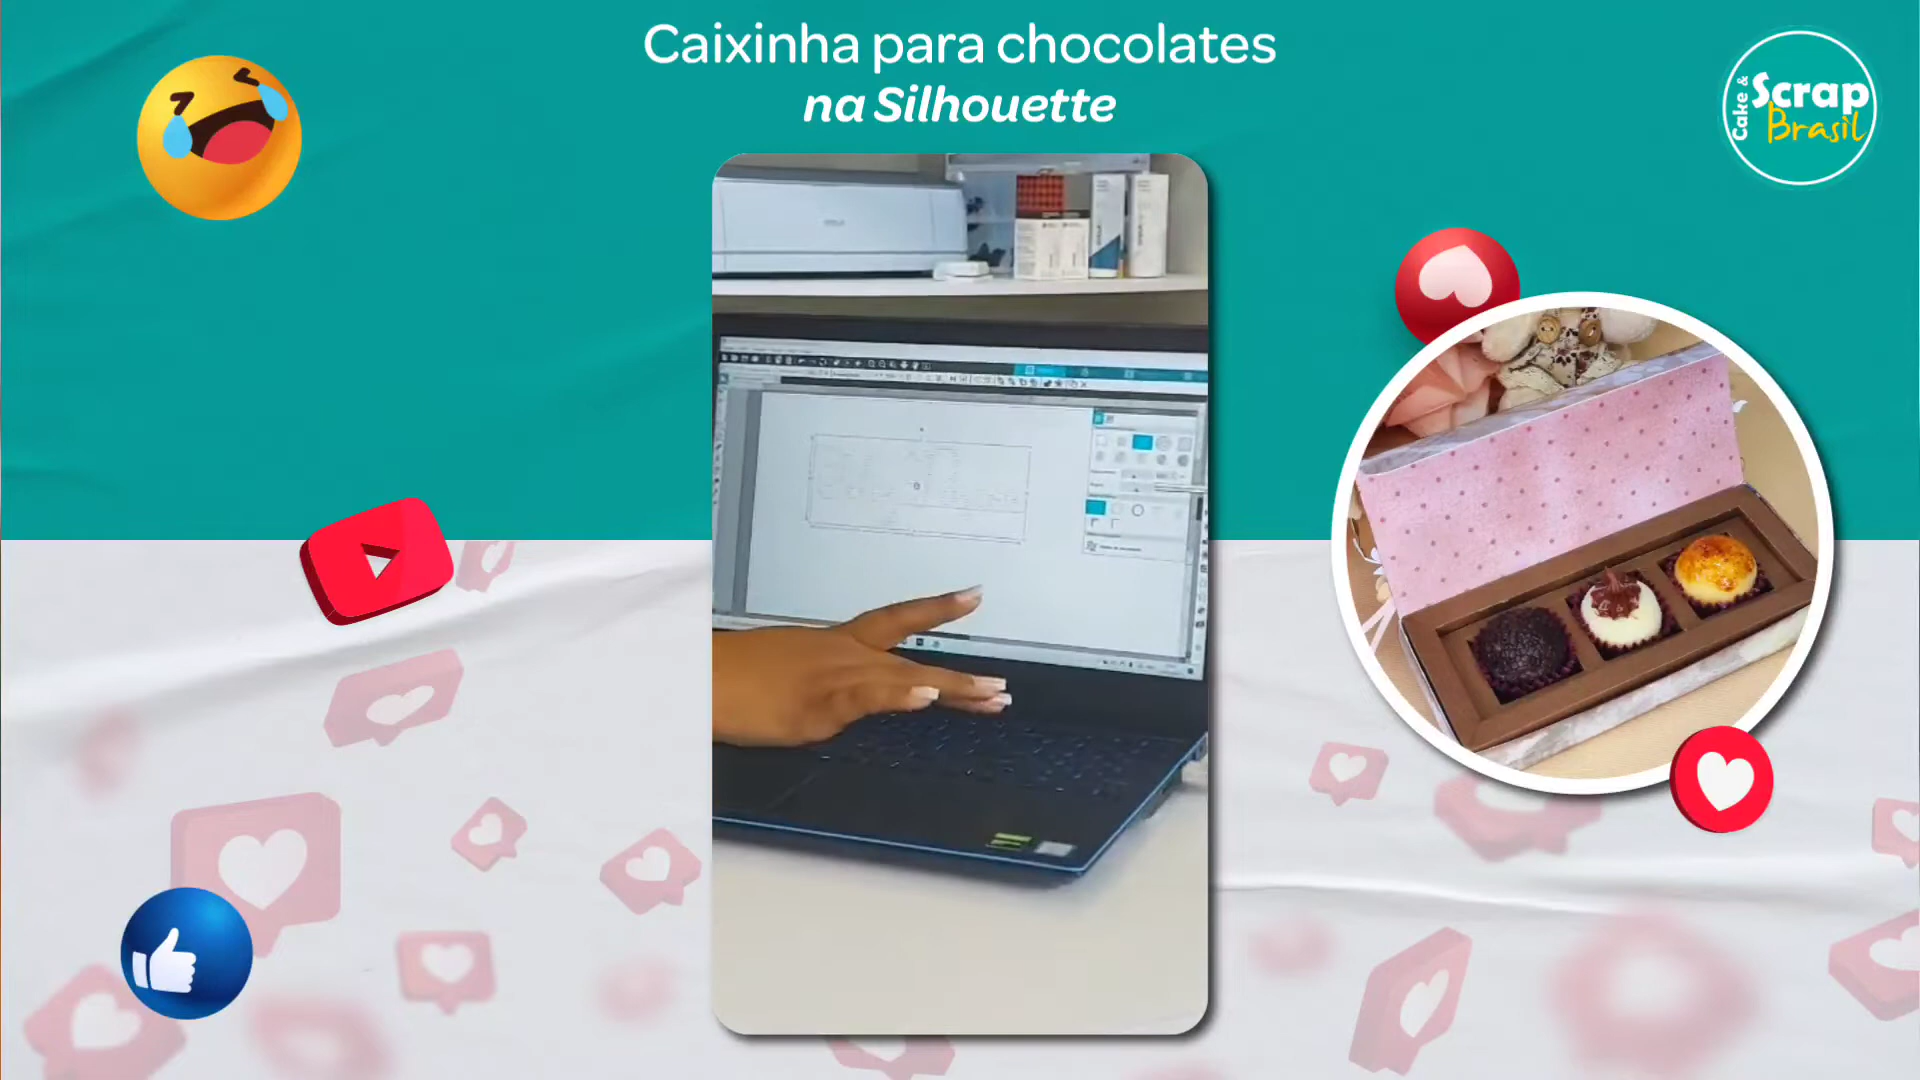 Caixinha para chocolates
na Silhouette
Cake &
Scrap
Brasil